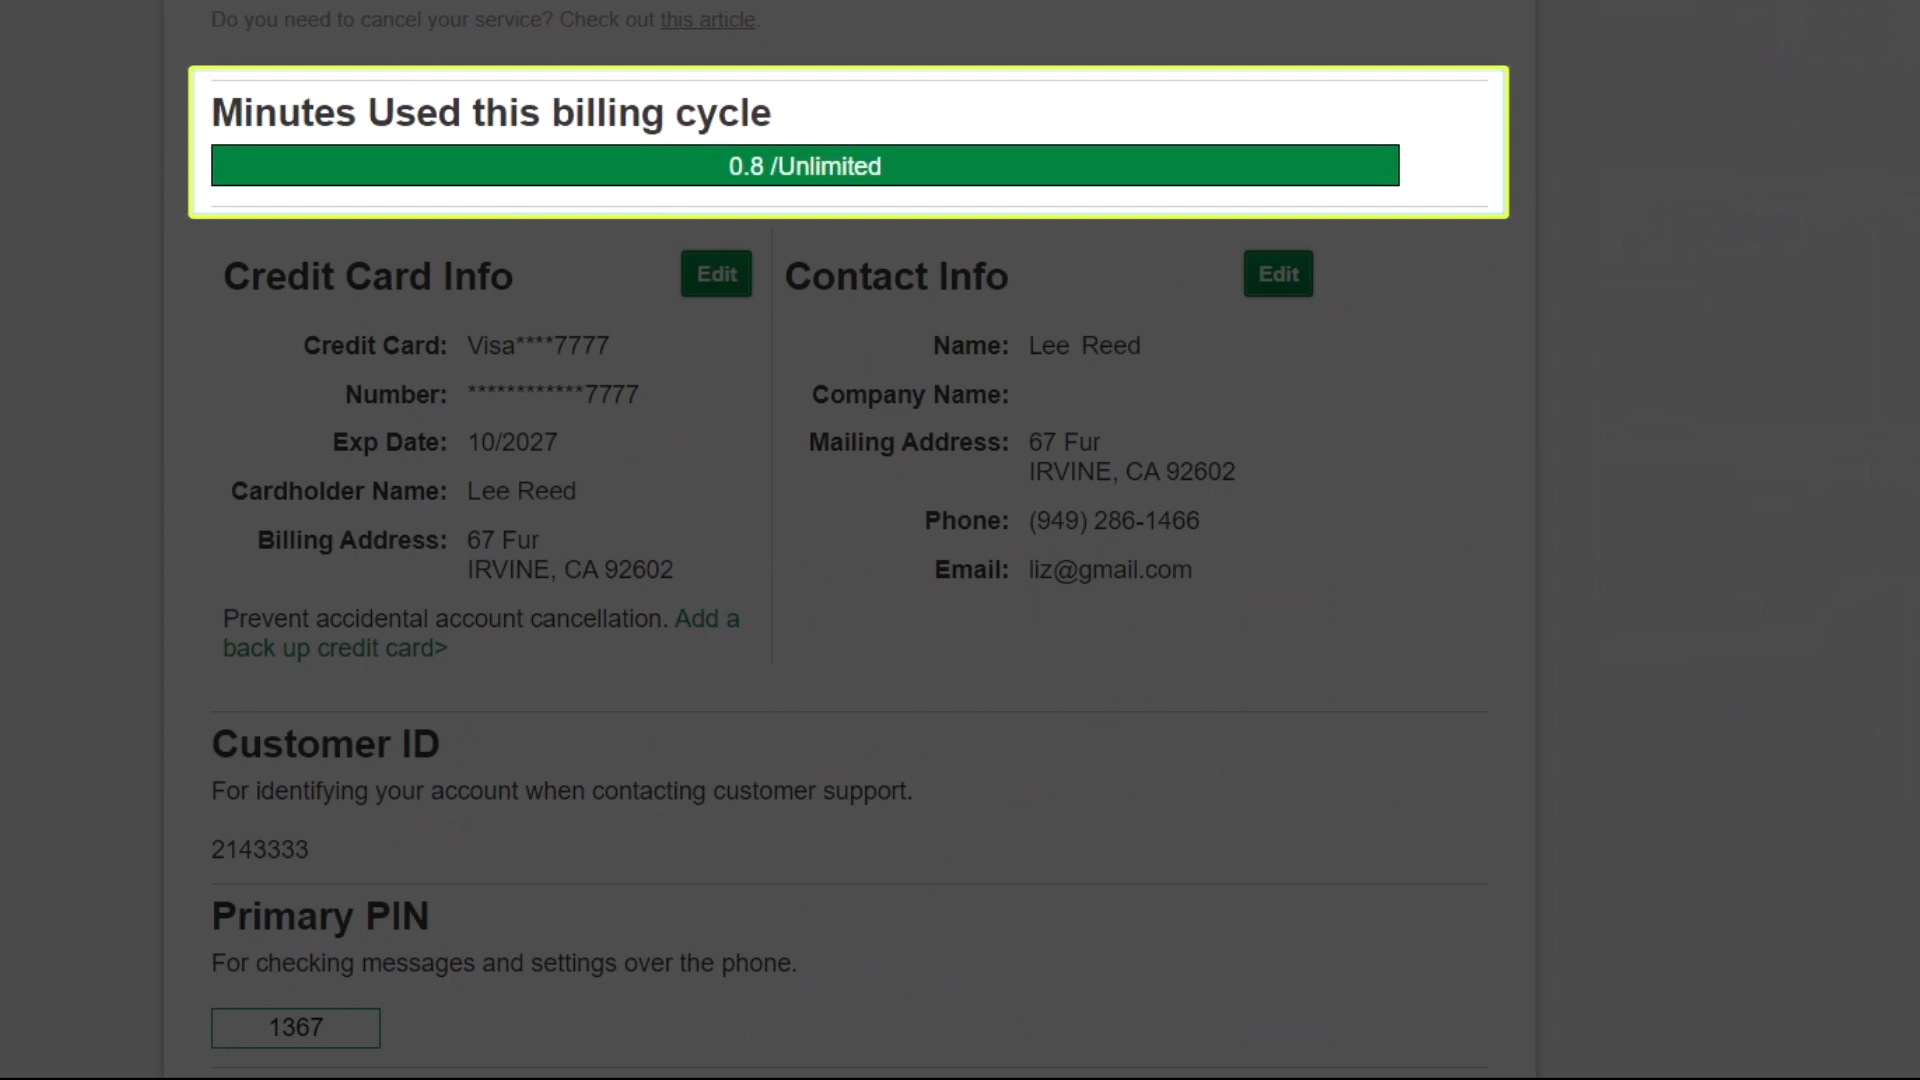 Do you need to cancel your service? Check out this article.
Minutes Used this billing cycle
0.8 /Unlimited
Credit Card Info
Edit
Credit Card: Visa****7777
Number: ************7777
Exp Date: 10/2027
Cardholder Name: Lee Reed
Billing Address: 67 Fur
IRVINE, CA 92602
Prevent accidental account cancellation. Add a
back up credit card>
Contact Info
Edit
Name: Lee Reed
Company Name:
Mailing Address: 67 Fur
IRVINE, CA 92602
Phone: (949) 286-1466
Email: liz@gmail.com
Customer ID
For identifying your account when contacting customer support.
2143333
Primary PIN
For checking messages and settings over the phone.
1367